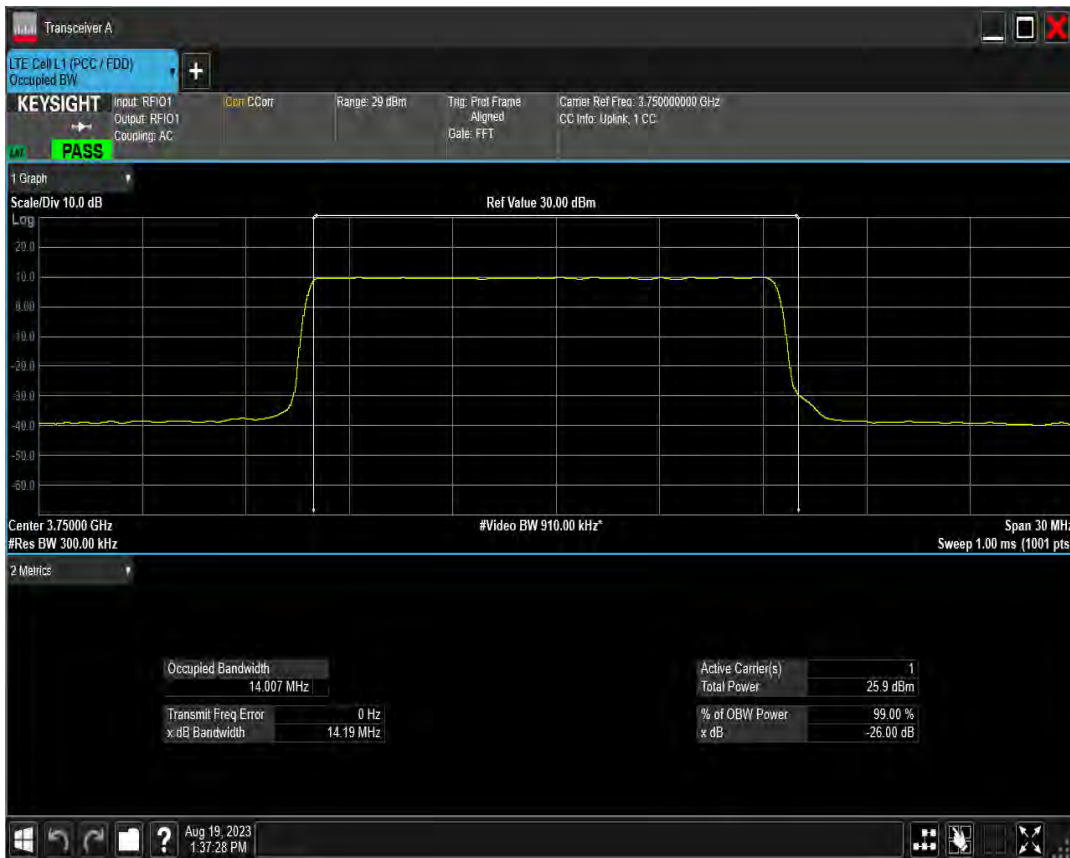 Transceiver A
LTE Cell L1 (PCC / FDD)
Occupied BW
+
KEYSIGHT
Input: RFIO1
Output: RFIO1
Coupling: AC
Corr CCorr
Range: 29 dBm
Trig: Prot Frame
Aligned
Gate: FFT
Carrier Ref Freq: 3.750000000 GHz
CC Info: Uplink, 1 CC
PASS
1 Graph
Scale/Div 10.0 dB
Ref Value 30.00 dBm
Log
20.0
10.0
0.00
-10.0
-20.0
-30.0
-40.0
-50.0
-60.0
Center 3.75000 GHz
#Video BW 910.00 kHz*
Span 30 MHz
#Res BW 300.00 kHz
Sweep 1.00 ms (1001 pts
2 Metrics
Occupied Bandwidth
14.007 MHz
Transmit Freq Error 0 Hz
x dB Bandwidth 14.19 MHz
Active Carrier(s) 1
Total Power 25.9 dBm
% of OBW Power 99.00 %
x dB -26.00 dB
?
Aug 19, 2023
1:37:28 PM